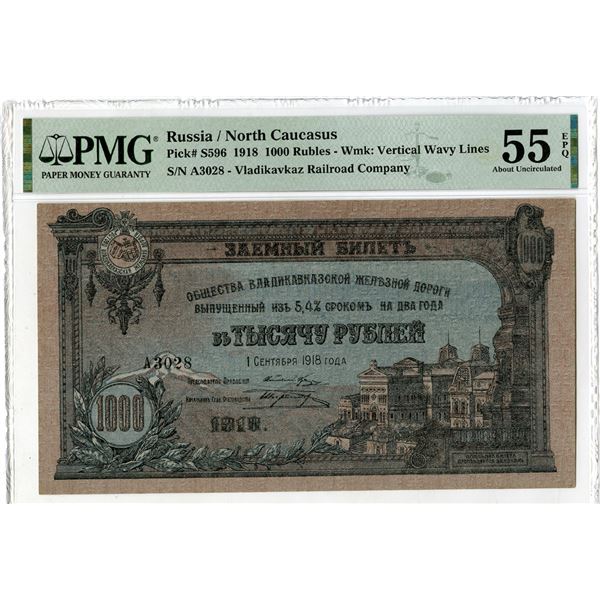 PMG®
PAPER MONEY GUARANTY
Russia / North Caucasus
Pick# S596 1918 1000 Rubles - Wmk: Vertical Wavy Lines
S/N A3028 - Vladikavkaz Railroad Company
55
EPQ
About Uncirculated
ЗАЕМНЫЙ БИЛЕТЪ
1000
ОБЩЕСТВА ВЛАДИКАВКАЗСКОЙ ЖЕЛѢЗНОЙ ДОРОГИ
ВЫПУЩЕННЫЙ ИЗЪ 5,4% СРОКОМЪ НА ДВА ГОДА
въ ТЫСЯЧУ РУБЛЕЙ
1 СЕНТЯБРЯ 1918 ГОДА
А3028
1000
1918.